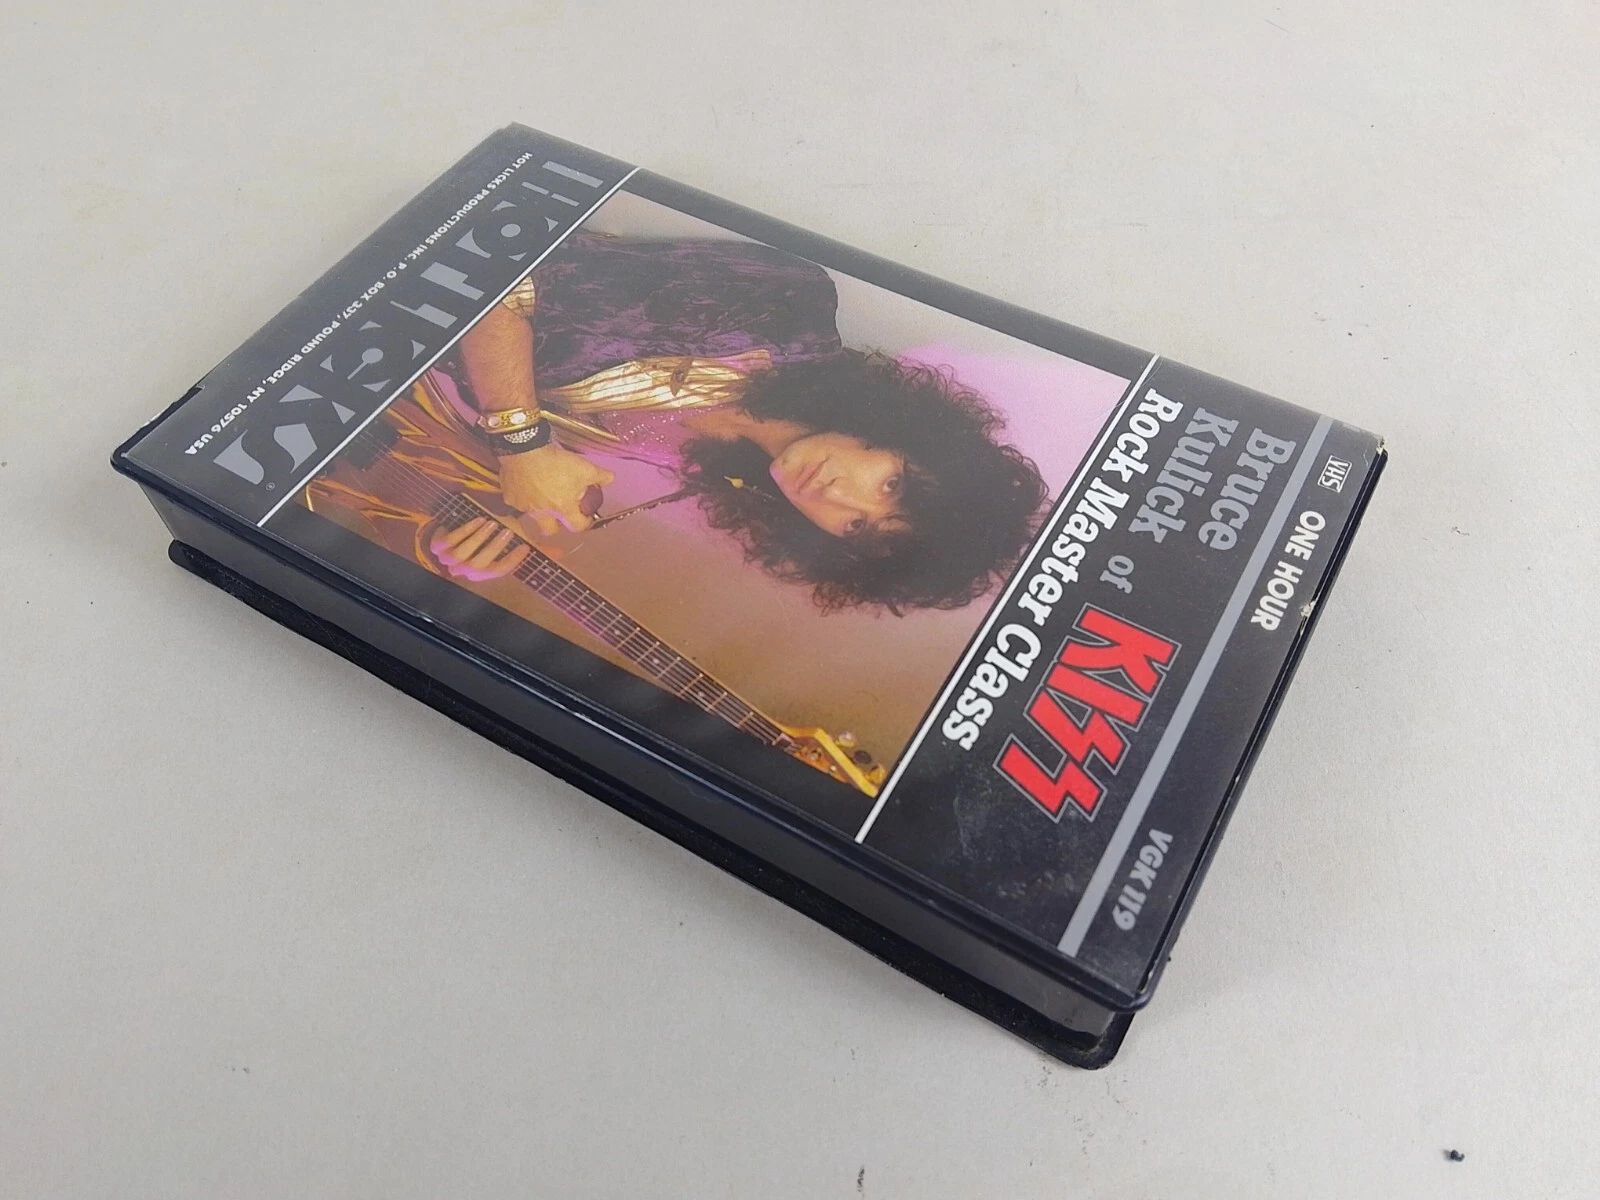 VHS
ONE HOUR
VGK 119
Bruce
Kulick of KISS
Rock Master Class
HOT LICKS®
HOT LICKS PRODUCTIONS INC. P.O. BOX 337, POUND RIDGE, NY 10576 USA